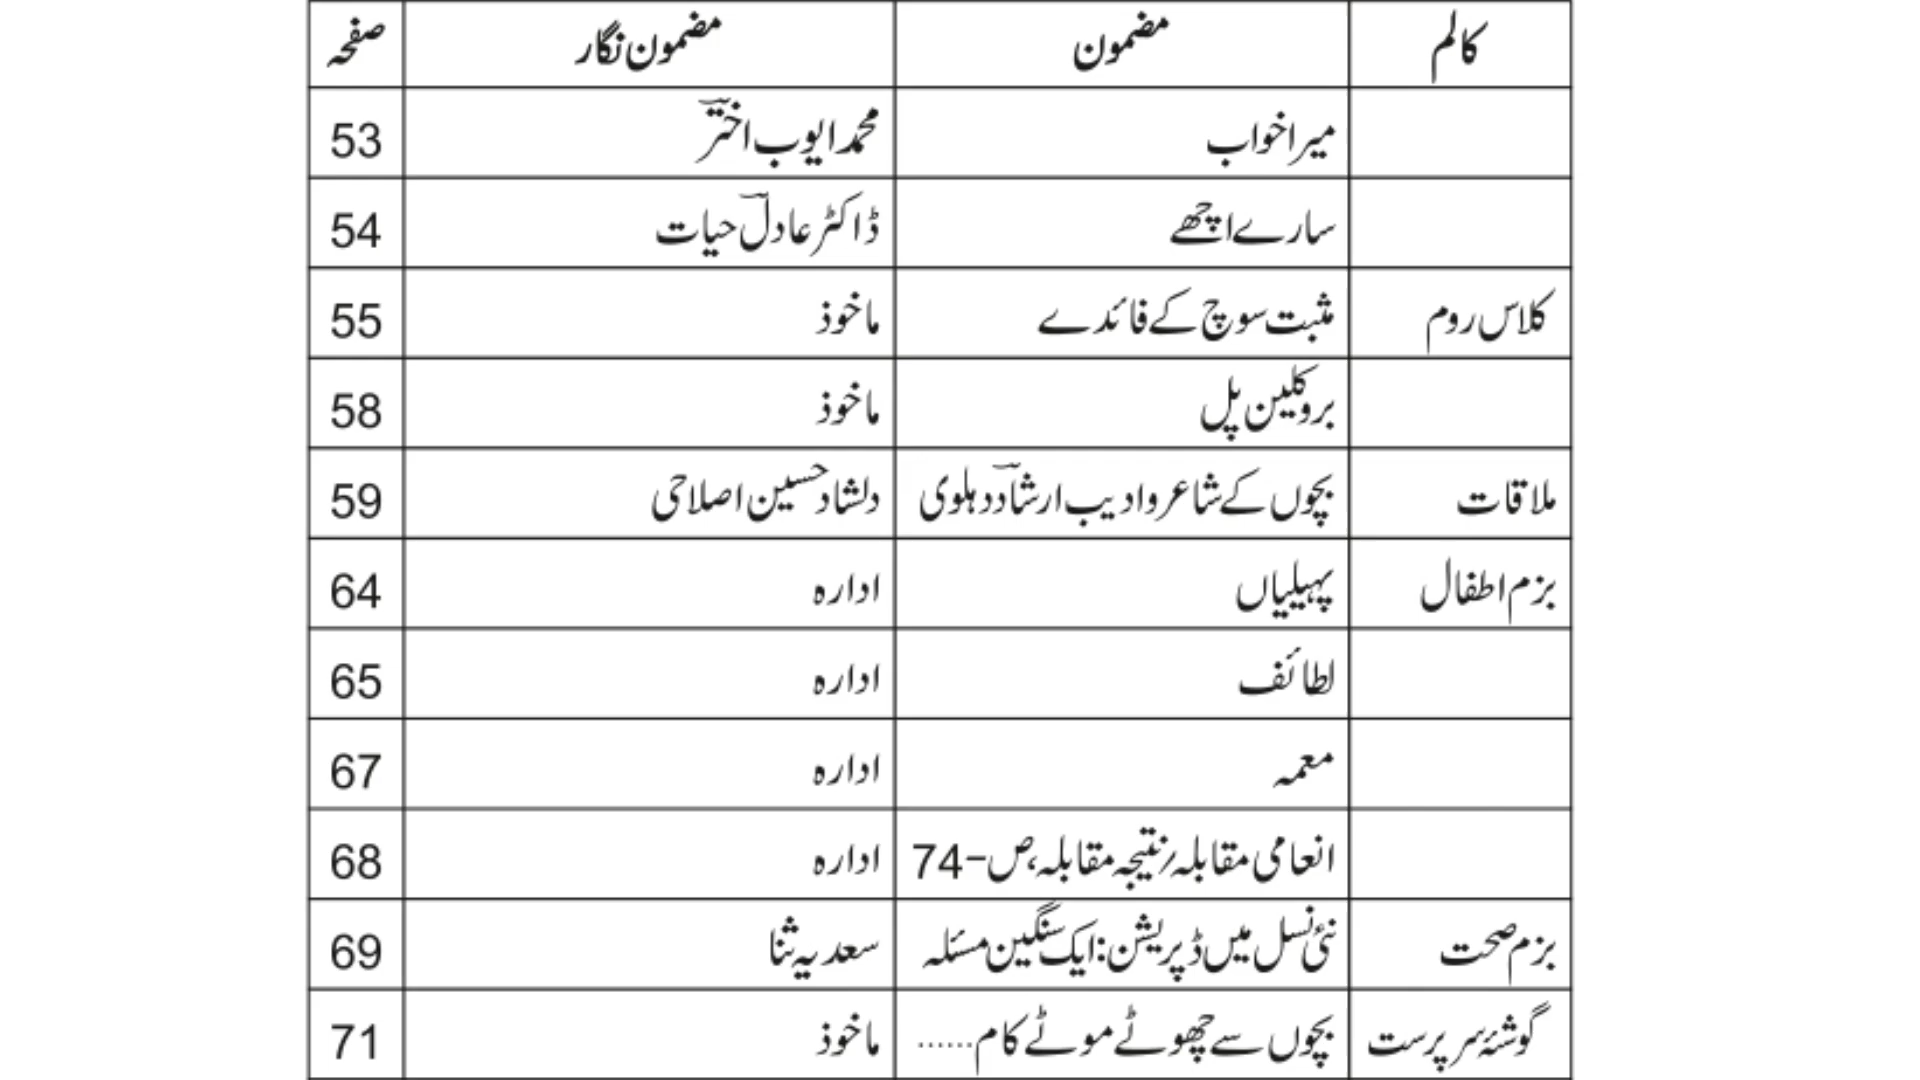 کالم مضمون مضمون نگار صفحہ
میرا خواب محمد ایوب اخترؔ 53
سارے اچھے ڈاکٹر عادلؔ حیات 54
کلاس روم مثبت سوچ کے فائدے ماخوذ 55
بروکلین پل ماخوذ 58
ملاقات بچوں کے شاعر و ادیب ارشادؔ دہلوی دلشاد حسین اصلاحی 59
بزم اطفال پہیلیاں ادارہ 64
لطائف ادارہ 65
معمہ ادارہ 67
انعامی مقابلہ/نتیجہ مقابلہ، ص-74 ادارہ 68
بزم صحت نئی نسل میں ڈپریشن: ایک سنگین مسئلہ سعدیہ ثنا 69
گوشۂ سرپرست بچوں سے چھوٹے موٹے کام...... ماخوذ 71